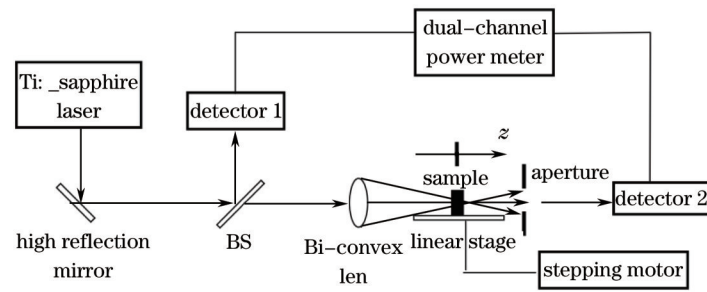 dual-channel
power meter
Ti: _sapphire
laser
detector 1
z
sample
aperture
detector 2
high reflection
mirror
BS
Bi-convex
len
linear stage
stepping motor